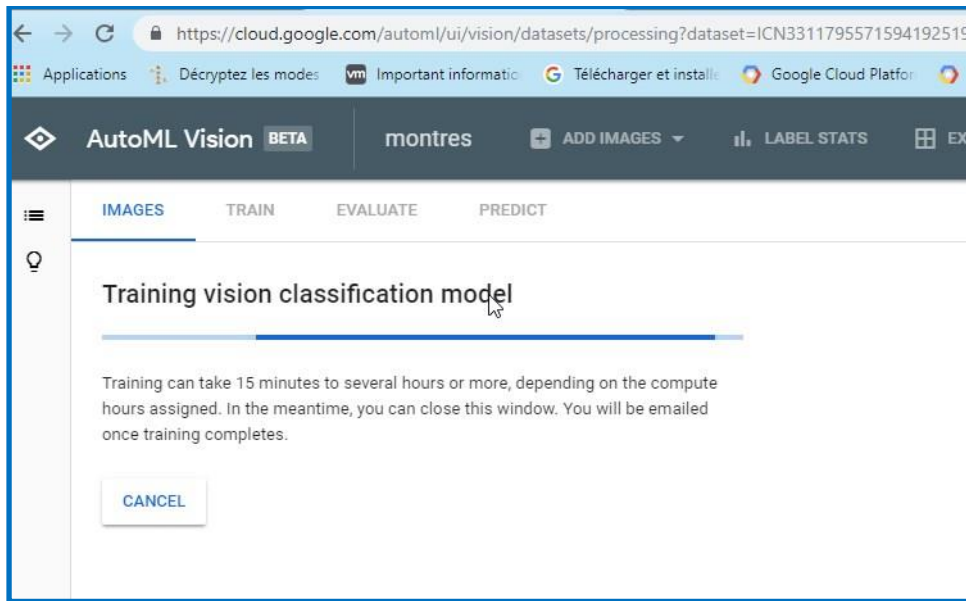 https://cloud.google.com/automl/ui/vision/datasets/processing?dataset=ICN3311795571594192519
Applications Décryptez les modes vm Important informatio G Télécharger et installe Google Cloud Platfor
AutoML Vision BETA montres ADD IMAGES LABEL STATS EX
IMAGES TRAIN EVALUATE PREDICT
Training vision classification model
Training can take 15 minutes to several hours or more, depending on the compute
hours assigned. In the meantime, you can close this window. You will be emailed
once training completes.
CANCEL